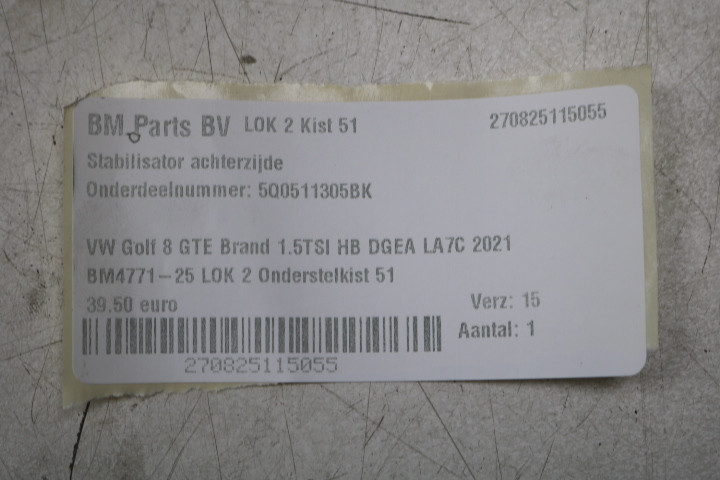 BM Parts BV LOK 2 Kist 51 270825115055
Stabilisator achterzijde
Onderdeelnummer: 5Q0511305BK
VW Golf 8 GTE Brand 1.5TSI HB DGEA LA7C 2021
BM4771-25 LOK 2 Onderstelkist 51
39.50 euro Verz: 15
Aantal: 1
270825115055